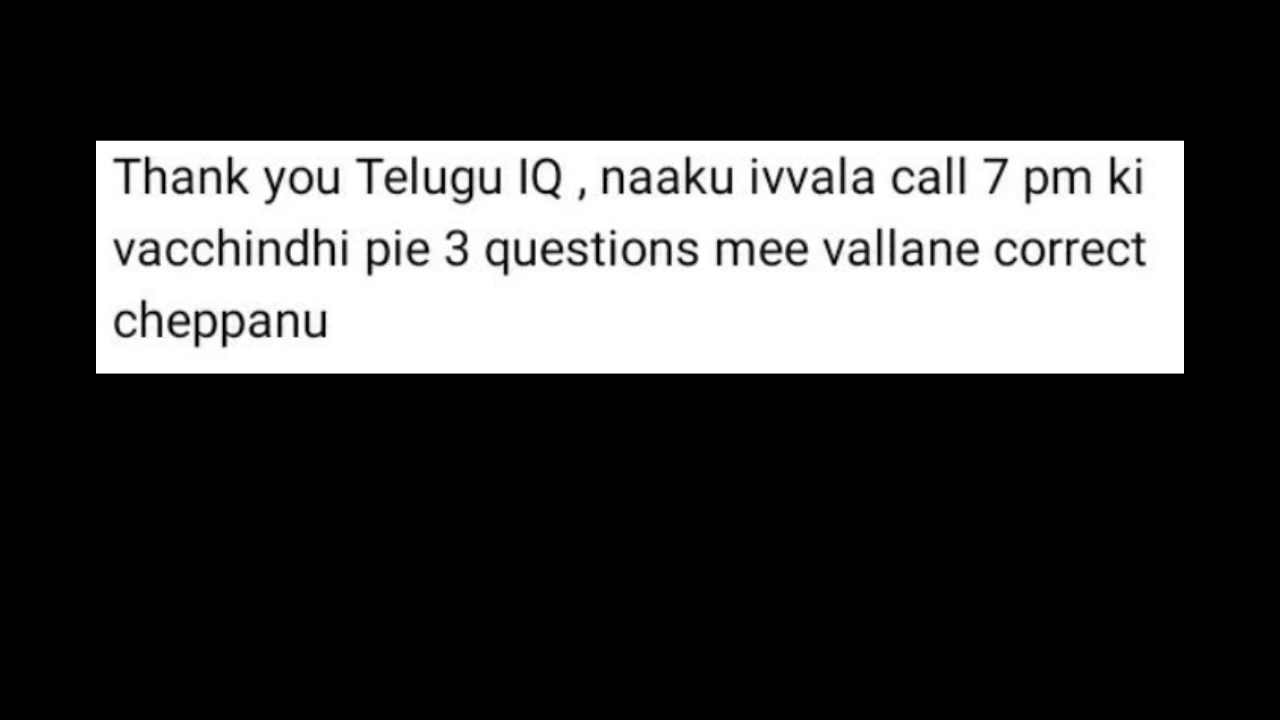 Thank you Telugu IQ , naaku ivvala call 7 pm ki
vacchindhi pie 3 questions mee vallane correct
cheppanu